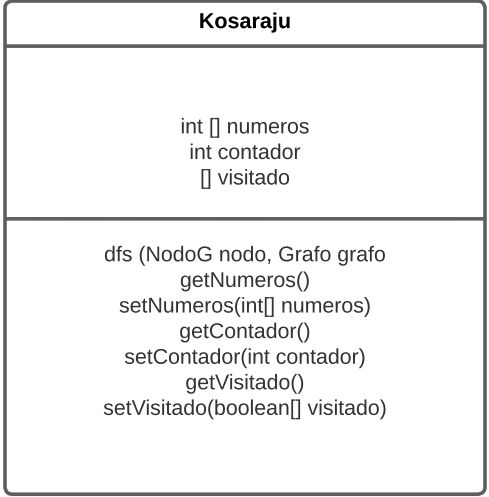 Kosaraju
int [] numeros
int contador
[] visitado
dfs (NodoG nodo, Grafo grafo
getNumeros()
setNumeros(int[] numeros)
getContador()
setContador(int contador)
getVisitado()
setVisitado(boolean[] visitado)